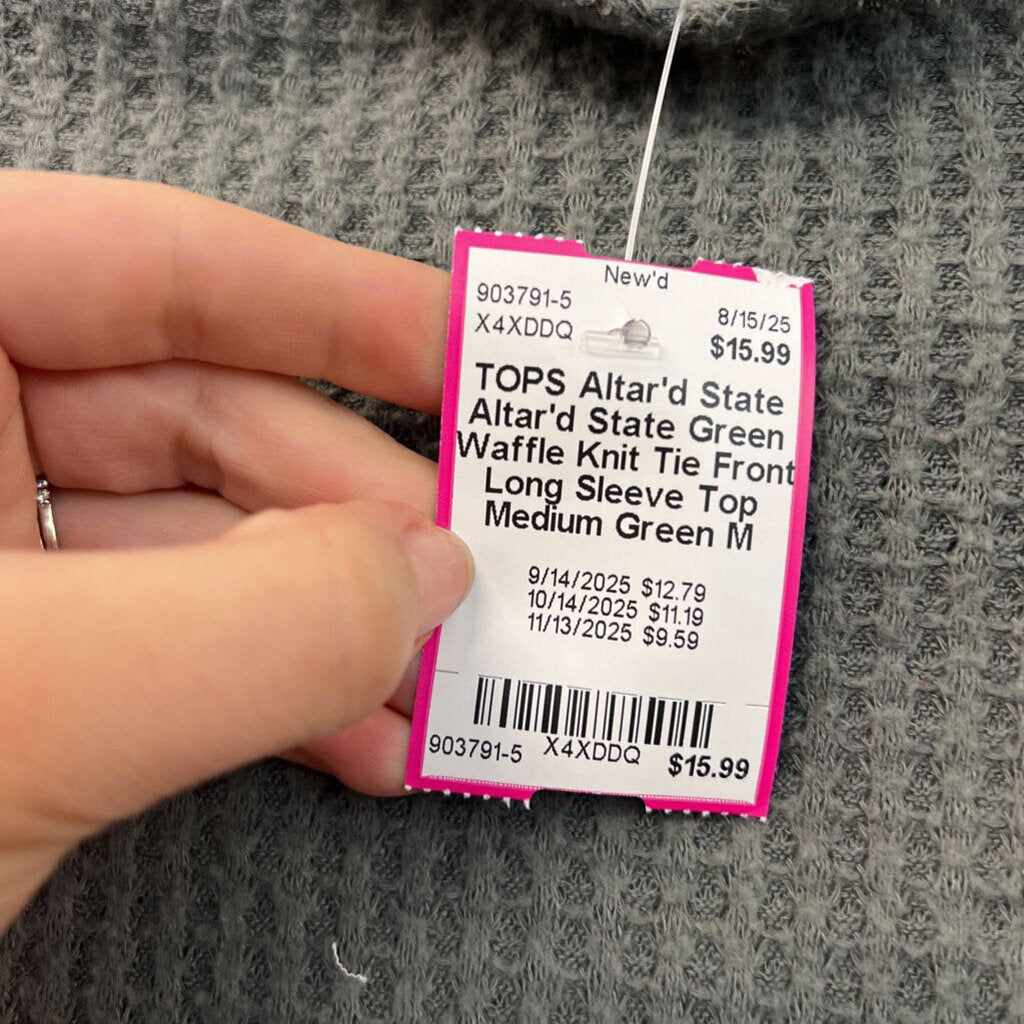 New'd
903791-5 8/15/25
X4XDDQ $15.99
TOPS Altar'd State
Altar'd State Green
Waffle Knit Tie Front
Long Sleeve Top
Medium Green M
9/14/2025 $12.79
10/14/2025 $11.19
11/13/2025 $9.59
903791-5 X4XDDQ $15.99